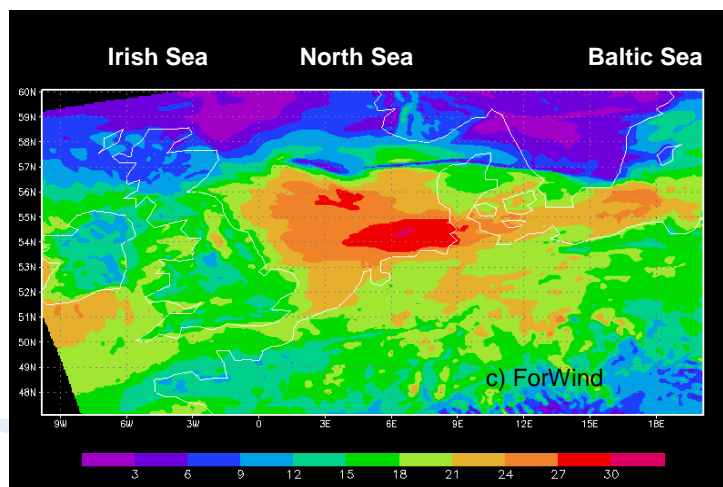 Irish Sea North Sea Baltic Sea
60N
59N
58N
57N
56N
55N
54N
53N
52N
51N
50N
49N
48N
c) ForWind
9W 6W 3W 0 3E 6E 9E 12E 15E 18E
3 6 9 12 15 18 21 24 27 30